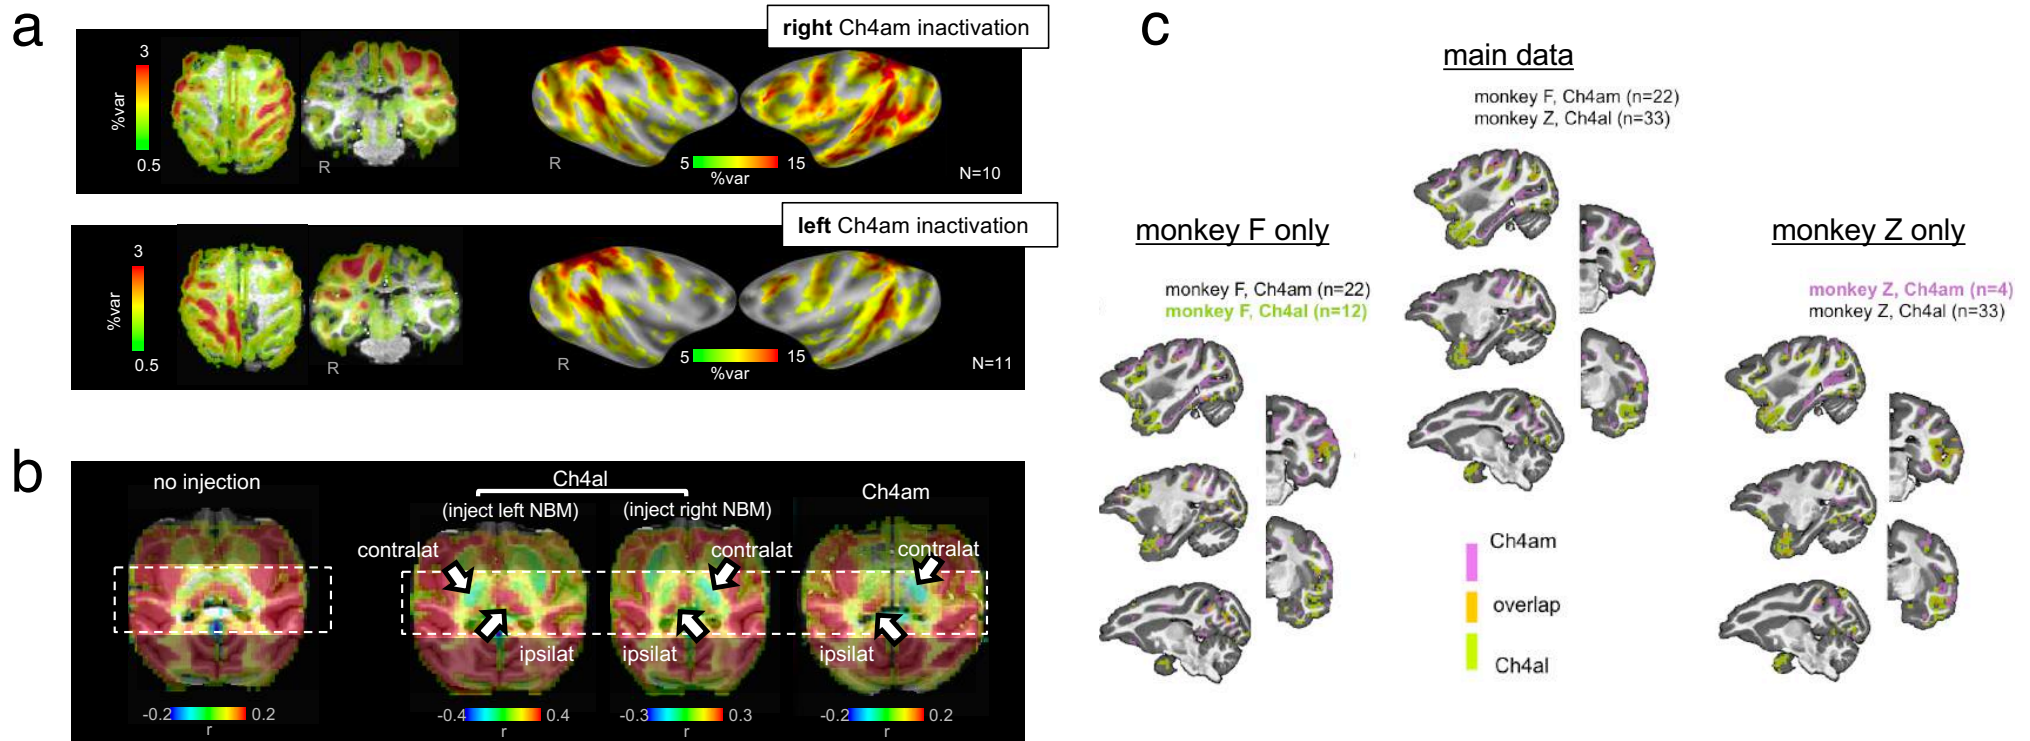 a
right Ch4am inactivation
3
%var
0.5
R
R
5
15
%var
N=10
left Ch4am inactivation
3
%var
0.5
R
R
5
15
%var
N=11
b
no injection
Ch4al
(inject left NBM)
(inject right NBM)
Ch4am
contralat
contralat
contralat
ipsilat
ipsilat
ipsilat
-0.2
0.2
r
-0.4
0.4
r
-0.3
0.3
r
-0.2
0.2
r
c
main data
monkey F, Ch4am (n=22)
monkey Z, Ch4al (n=33)
monkey F only
monkey F, Ch4am (n=22)
monkey F, Ch4al (n=12)
monkey Z only
monkey Z, Ch4am (n=4)
monkey Z, Ch4al (n=33)
Ch4am
overlap
Ch4al